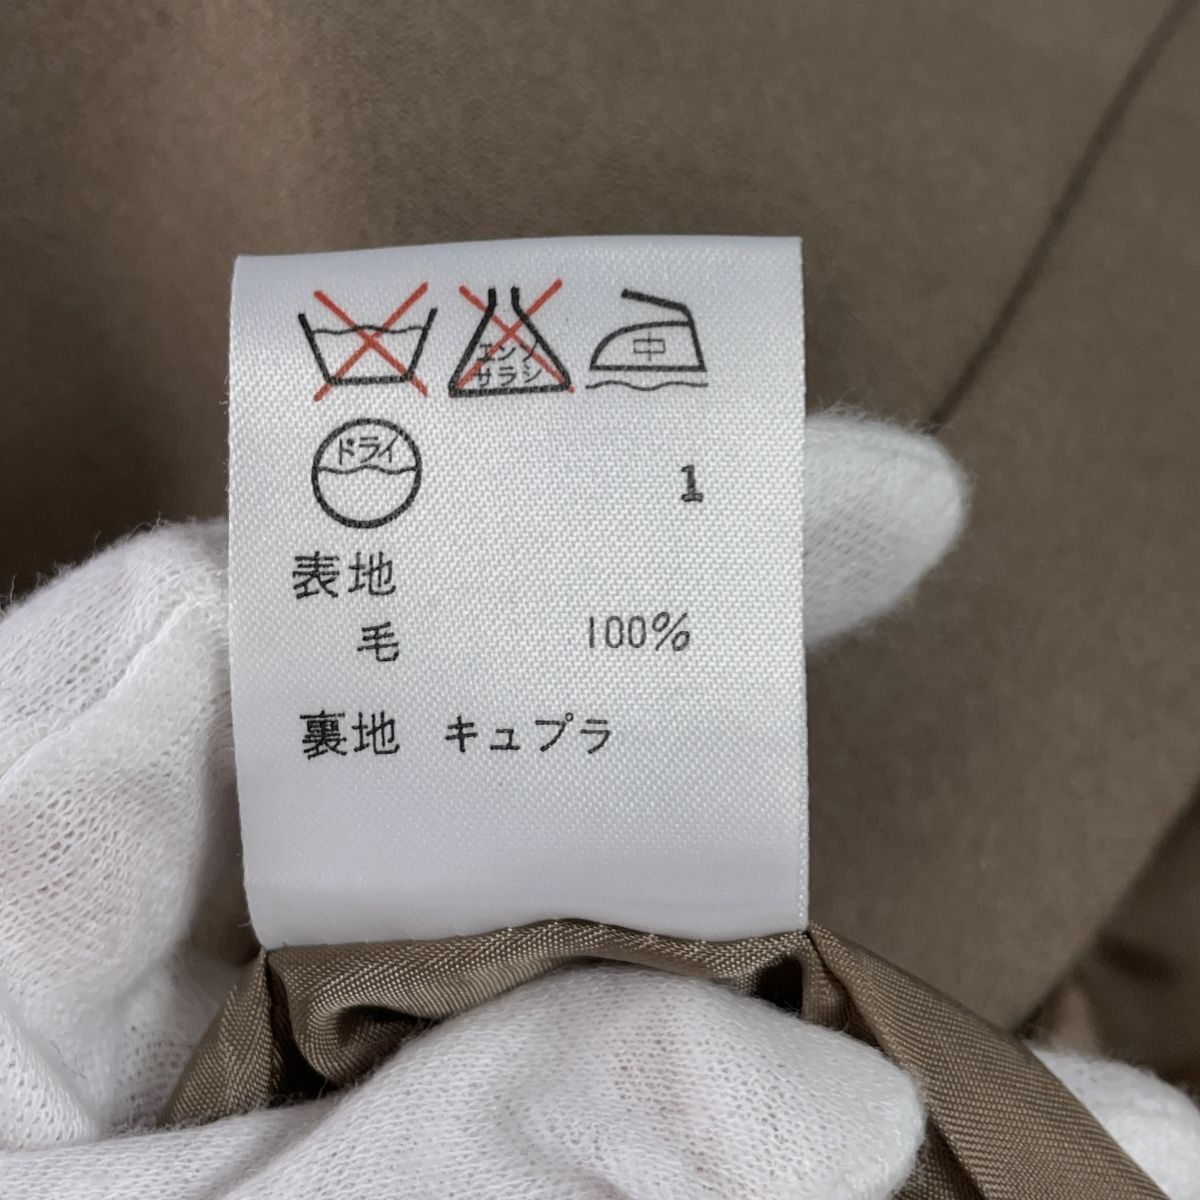 エンソ
サラシ
中
ドライ
1
表地
毛 100%
裏地 キュプラ